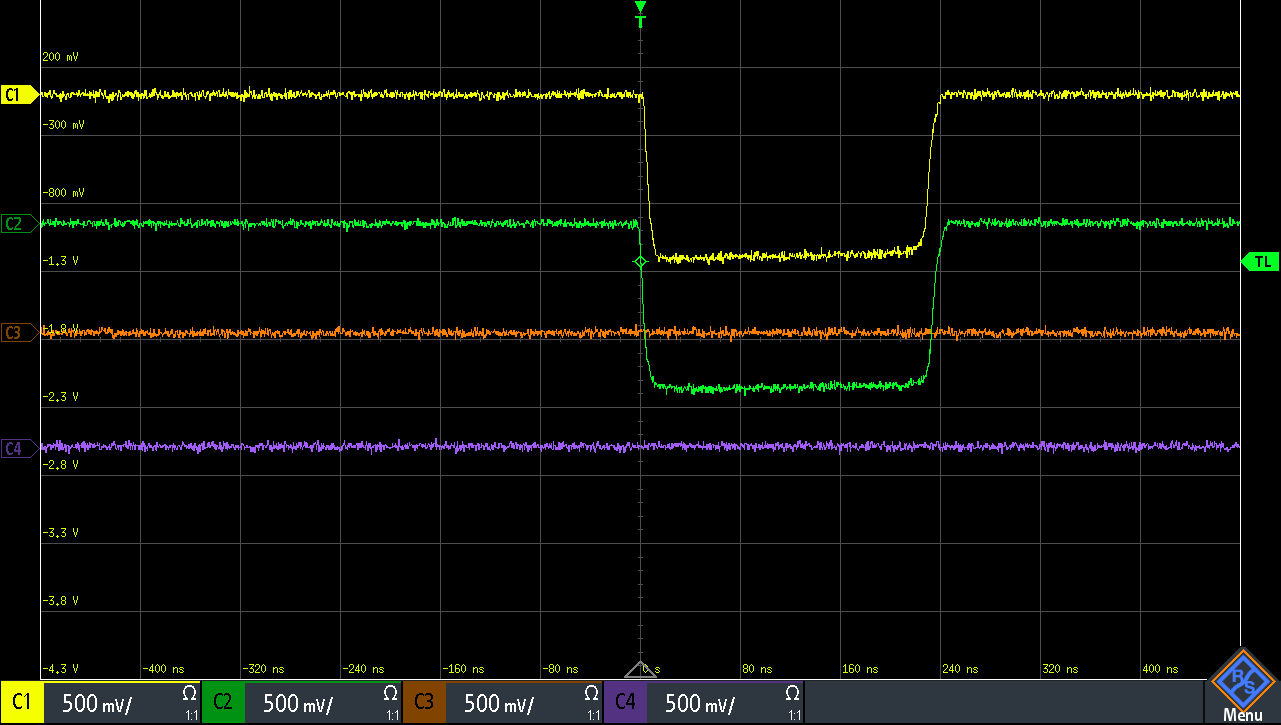 T
200 mV
C1
-300 mV
-800 mV
C2
-1.3 V
TL
-1.8 V
C3
-2.3 V
C4
-2.8 V
-3.3 V
-3.8 V
-4.3 V -400 ns -320 ns -240 ns -160 ns -80 ns 0 s 80 ns 160 ns 240 ns 320 ns 400 ns
C1 500 mV/ Ω 1:1 C2 500 mV/ Ω 1:1 C3 500 mV/ Ω 1:1 C4 500 mV/ Ω 1:1
R S
Menu